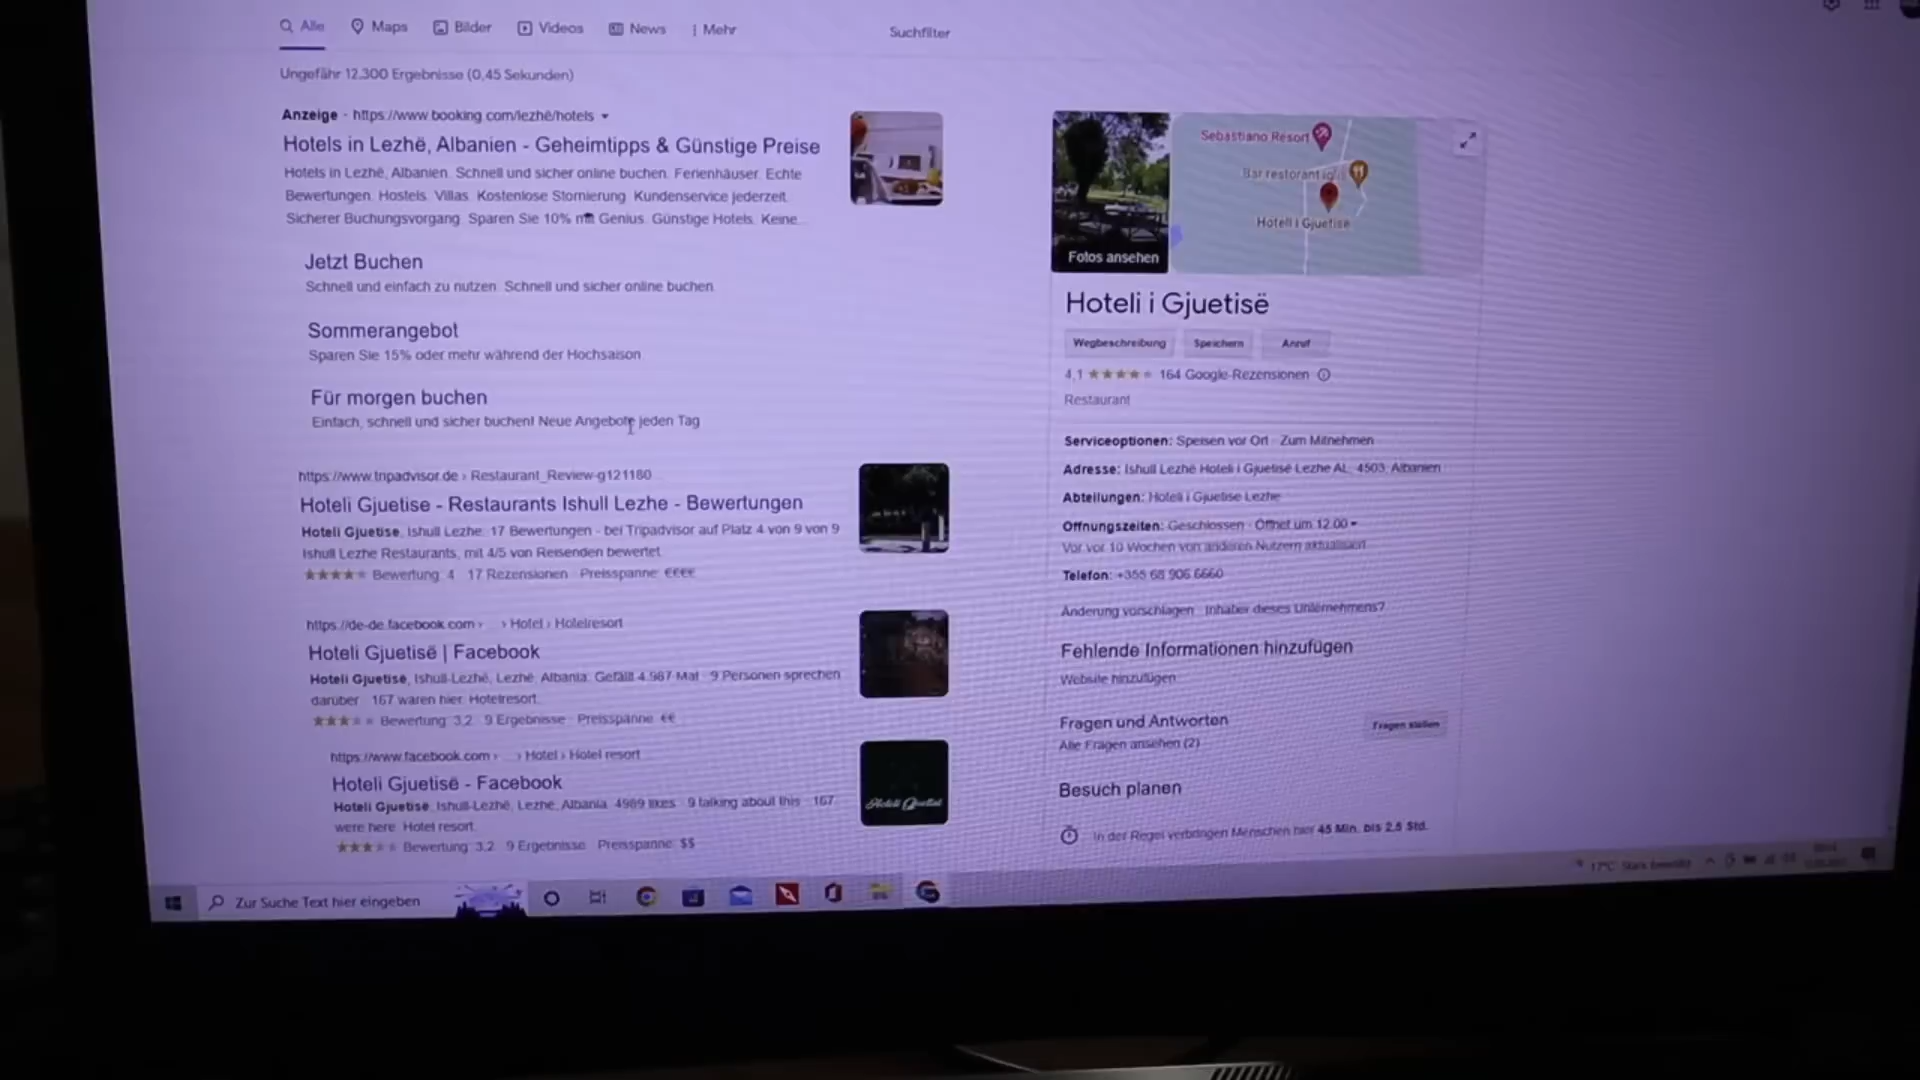 Alle Maps Bilder Videos News Mehr Suchfilter
Ungefähr 12.300 Ergebnisse (0,45 Sekunden)
Anzeige · https://www.booking.com/lezhë/hotels
Hotels in Lezhë, Albanien - Geheimtipps & Günstige Preise
Hotels in Lezhë, Albanien. Schnell und sicher online buchen. Ferienhäuser. Echte
Bewertungen. Hostels. Villas. Kostenlose Stornierung. Kundenservice jederzeit.
Sicherer Buchungsvorgang. Sparen Sie 10% mit Genius. Günstige Hotels. Keine...
Jetzt Buchen
Schnell und einfach zu nutzen. Schnell und sicher online buchen.
Sommerangebot
Sparen Sie 15% oder mehr während der Hochsaison
Für morgen buchen
Einfach, schnell und sicher buchen! Neue Angebote jeden Tag
https://www.tripadvisor.de › Restaurant_Review-g121180
Hoteli Gjuetise - Restaurants Ishull Lezhe - Bewertungen
Hoteli Gjuetise, Ishull Lezhe: 17 Bewertungen - bei Tripadvisor auf Platz 4 von 9 von 9
Ishull Lezhe Restaurants; mit 4/5 von Reisenden bewertet.
Bewertung: 4 · 17 Rezensionen · Preisspanne: €€€€
https://de-de.facebook.com › ... › Hotel › Hotelresort
Hoteli Gjuetisë | Facebook
Hoteli Gjuetisë, Ishull-Lezhë, Lezhë, Albania. Gefällt 4.987 Mal · 9 Personen sprechen
darüber · 167 waren hier. Hotelresort.
Bewertung: 3,2 · 9 Ergebnisse · Preisspanne: €€
https://www.facebook.com › ... › Hotel › Hotel resort
Hoteli Gjuetisë - Facebook
Hoteli Gjuetisë, Ishull-Lezhë, Lezhë, Albania. 4989 likes · 9 talking about this · 167
were here. Hotel resort.
Bewertung: 3,2 · 9 Ergebnisse · Preisspanne: $$
Hoteli Gjuetisë
Fotos ansehen
Sebastiano Resort
Bar restorant
Hoteli i Gjuetisë
Hoteli i Gjuetisë
Wegbeschreibung Speichern Anruf
4,1 164 Google-Rezensionen
Restaurant
Serviceoptionen: Speisen vor Ort · Zum Mitnehmen
Adresse: Ishull Lezhë Hoteli i Gjuetisë Lezhe AL, 4503, Albanien
Abteilungen: Hoteli i Gjuetise Lezhe
Öffnungszeiten: Geschlossen · Öffnet um 12:00
Vor vor 10 Wochen von anderen Nutzern aktualisiert
Telefon: +355 68 906 6660
Änderung vorschlagen · Inhaber dieses Unternehmens?
Fehlende Informationen hinzufügen
Website hinzufügen
Fragen und Antworten
Fragen stellen
Alle Fragen ansehen (2)
Besuch planen
In der Regel verbringen Menschen hier 45 Min. bis 2,5 Std.
Zur Suche Text hier eingeben
17°C Stark bewölkt